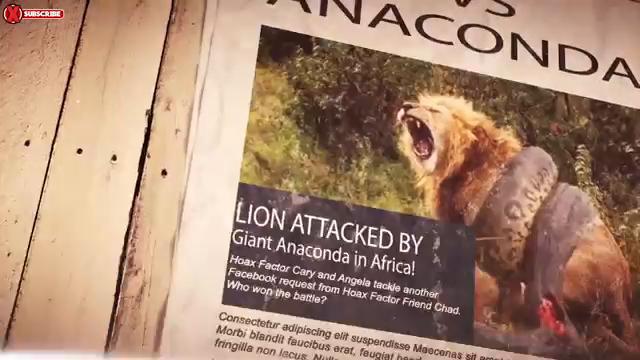 SUBSCRIBE
VS
ANACONDA
LION ATTACKED BY
Giant Anaconda in Africa!
Hoax Factor Cary and Angela tackle another
Facebook request from Hoax Factor Friend Chad.
Who won the battle?
Consectetur adipiscing elit suspendisse Maecenas sit
Morbi blandit faucibus erat, feugiat
fringilla non lacus.